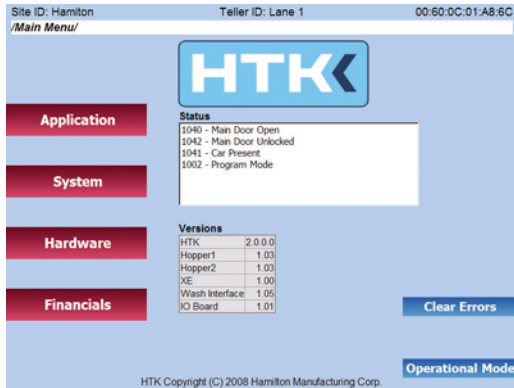 Site ID: Hamiton Teller ID: Lane 1 00:60:0C:01:A8:6C
/Main Menu/
HTK
Application
System
Hardware
Financials
Status
1040 - Main Door Open
1042 - Main Door Unlocked
1041 - Car Present
1002 - Program Mode
Versions
HTK 2.0.0.0
Hopper1 1.03
Hopper2 1.03
XE 1.00
Wash Interface 1.05
IO Board 1.01
Clear Errors
Operational Mode
HTK Copyright (C) 2008 Hamilton Manufacturing Corp.